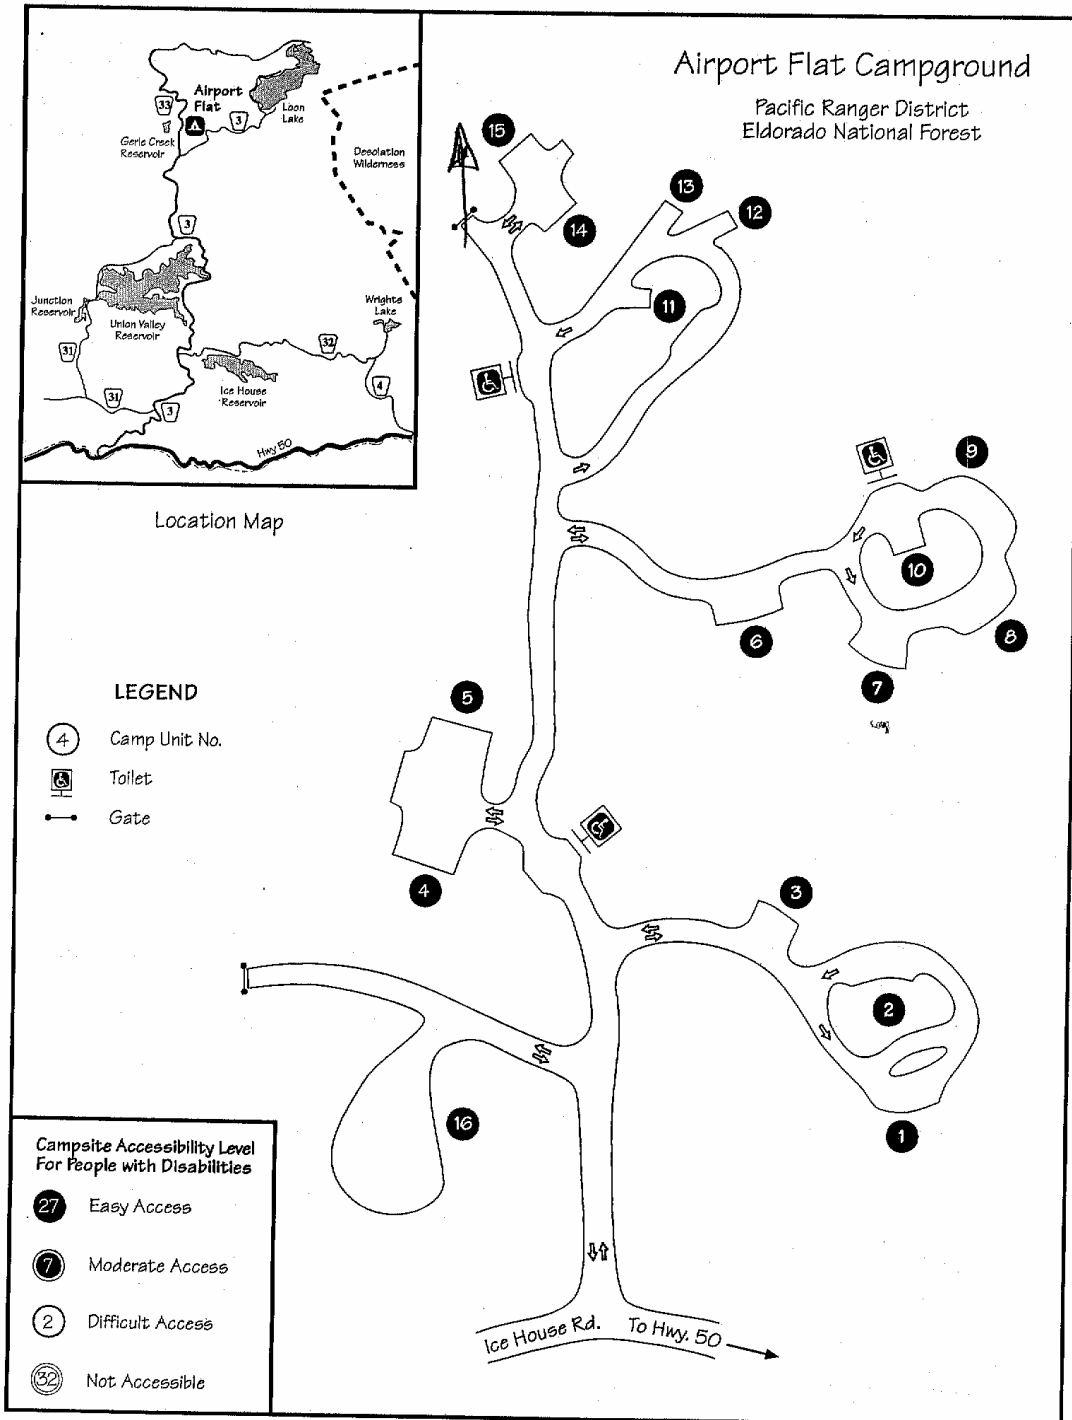 Airport Flat Campground
Pacific Ranger District
Eldorado National Forest
Airport
Flat
33
3
Loon
Lake
Gerle Creek
Reservoir
Desolation
Wilderness
3
Junction
Reservoir
Union Valley
Reservoir
Wrights
Lake
31
32
Ice House
Reservoir
4
31
3
Hwy 50
Location Map
15
14
13
12
11
9
10
8
6
7
5
4
3
2
1
16
LEGEND
4 Camp Unit No.
Toilet
Gate
Campsite Accessibility Level
For People with Disabilities
27 Easy Access
7 Moderate Access
2 Difficult Access
32 Not Accessible
Ice House Rd. To Hwy. 50